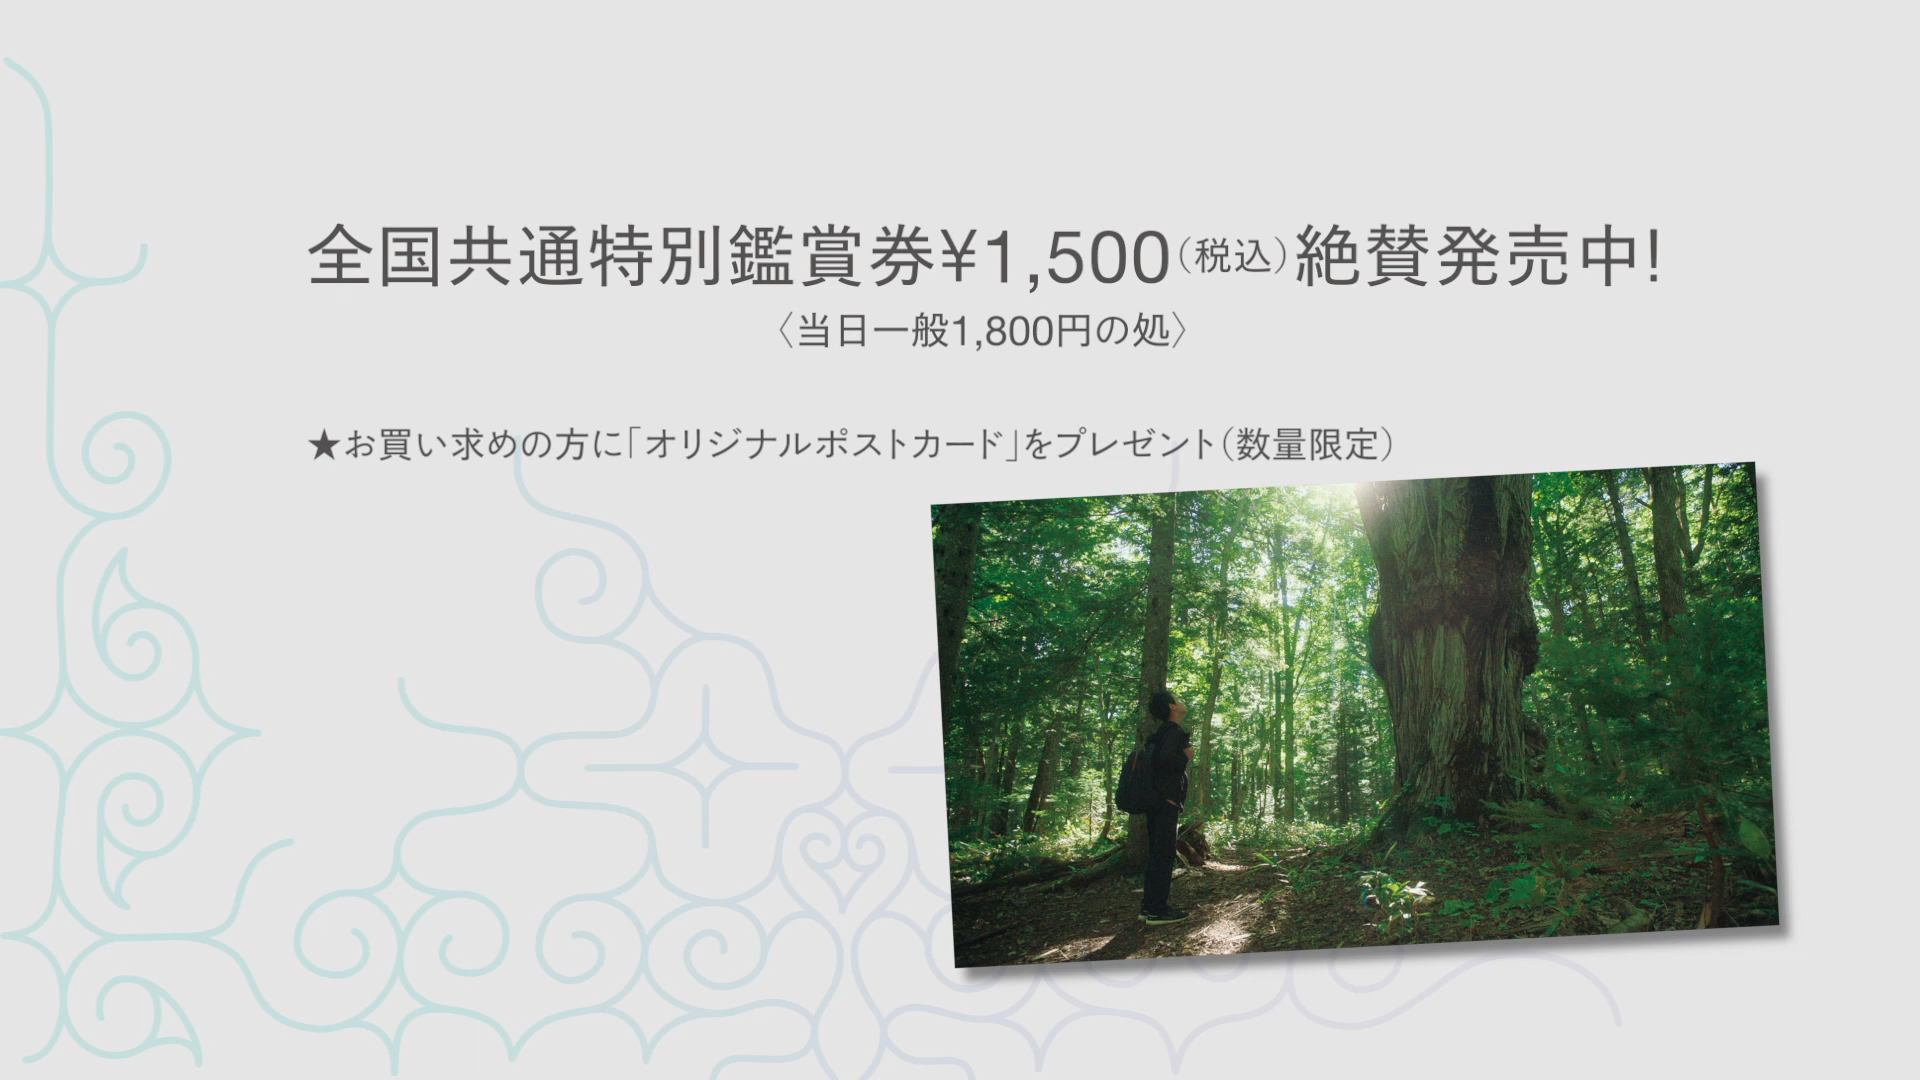 全国共通特別鑑賞券¥1,500（税込）絶賛発売中!
〈当日一般1,800円の処〉
★お買い求めの方に「オリジナルポストカード」をプレゼント（数量限定）